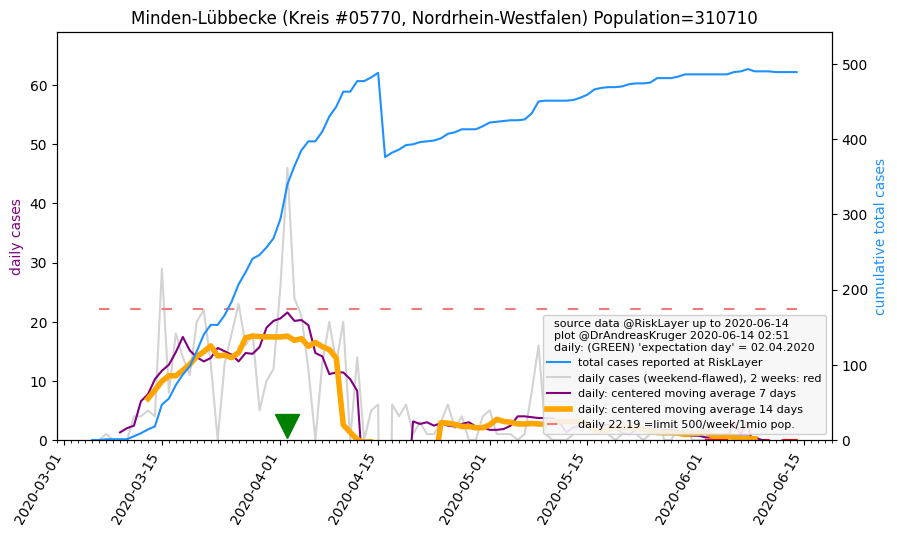 Minden-Lübbecke (Kreis #05770, Nordrhein-Westfalen) Population=310710
daily cases
60
50
40
30
20
10
0
500
400
300
200
100
0
cumulative total cases
source data @RiskLayer up to 2020-06-14
plot @DrAndreasKruger 2020-06-14 02:51
daily: (GREEN) 'expectation day' = 02.04.2020
total cases reported at RiskLayer
daily cases (weekend-flawed), 2 weeks: red
daily: centered moving average 7 days
daily: centered moving average 14 days
daily 22.19 =limit 500/week/1mio pop.
2020-03-01
2020-03-15
2020-04-01
2020-04-15
2020-05-01
2020-05-15
2020-06-01
2020-06-15